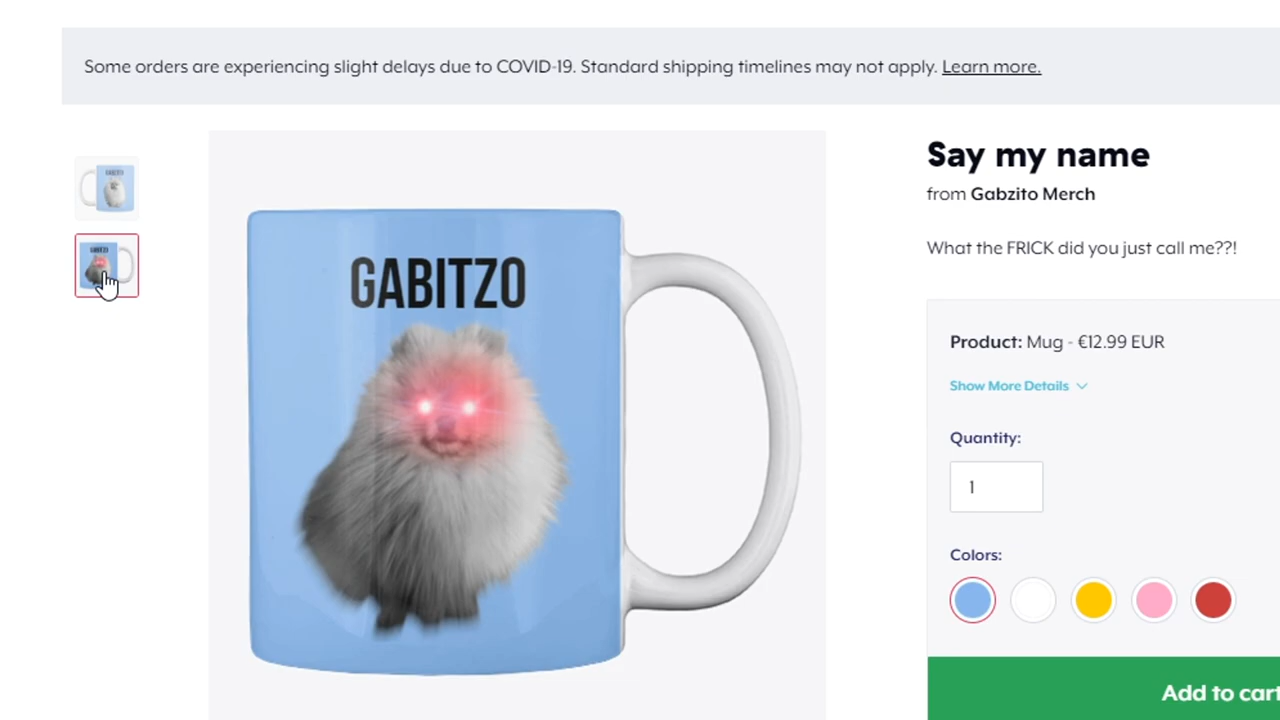 Some orders are experiencing slight delays due to COVID-19. Standard shipping timelines may not apply. Learn more.
GABITZO
Say my name
from Gabzito Merch
What the FRICK did you just call me??!
Product: Mug - €12.99 EUR
Show More Details
Quantity:
1
Colors:
Add to cart